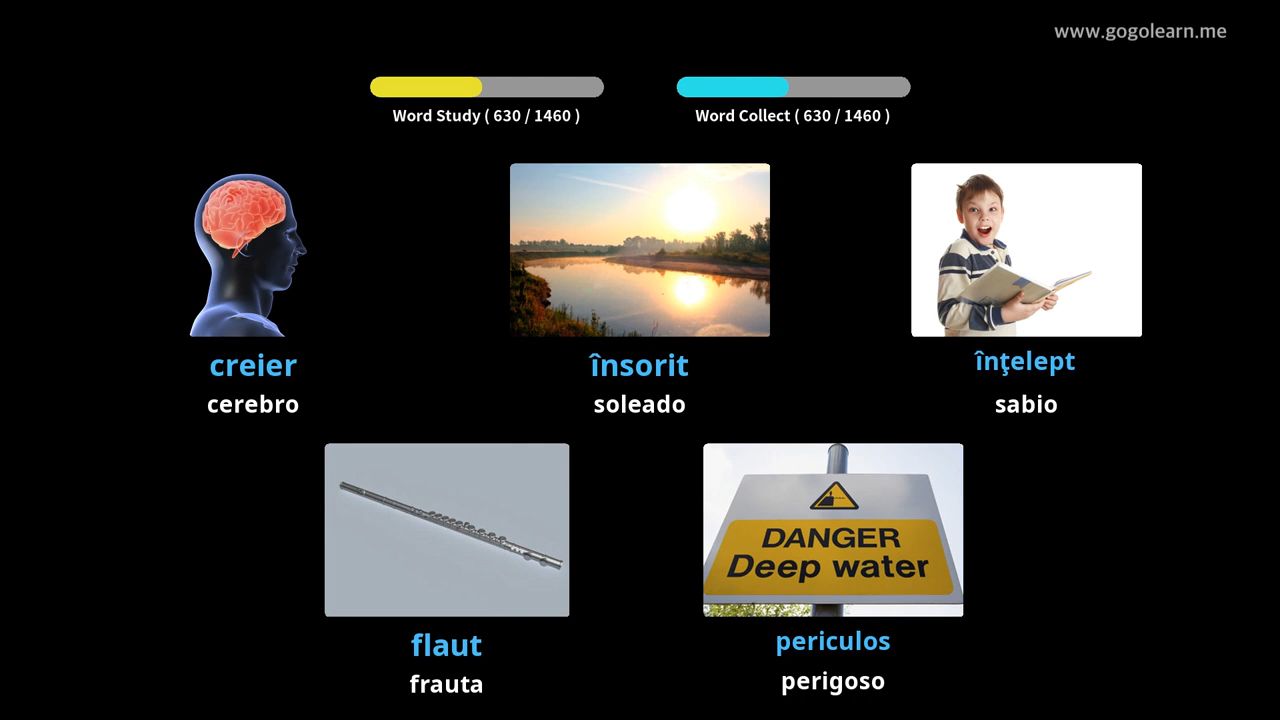 www.gogolearn.me
Word Study ( 630 / 1460 )
Word Collect ( 630 / 1460 )
creier
cerebro
însorit
soleado
înţelept
sabio
DANGER
Deep water
flaut
frauta
periculos
perigoso